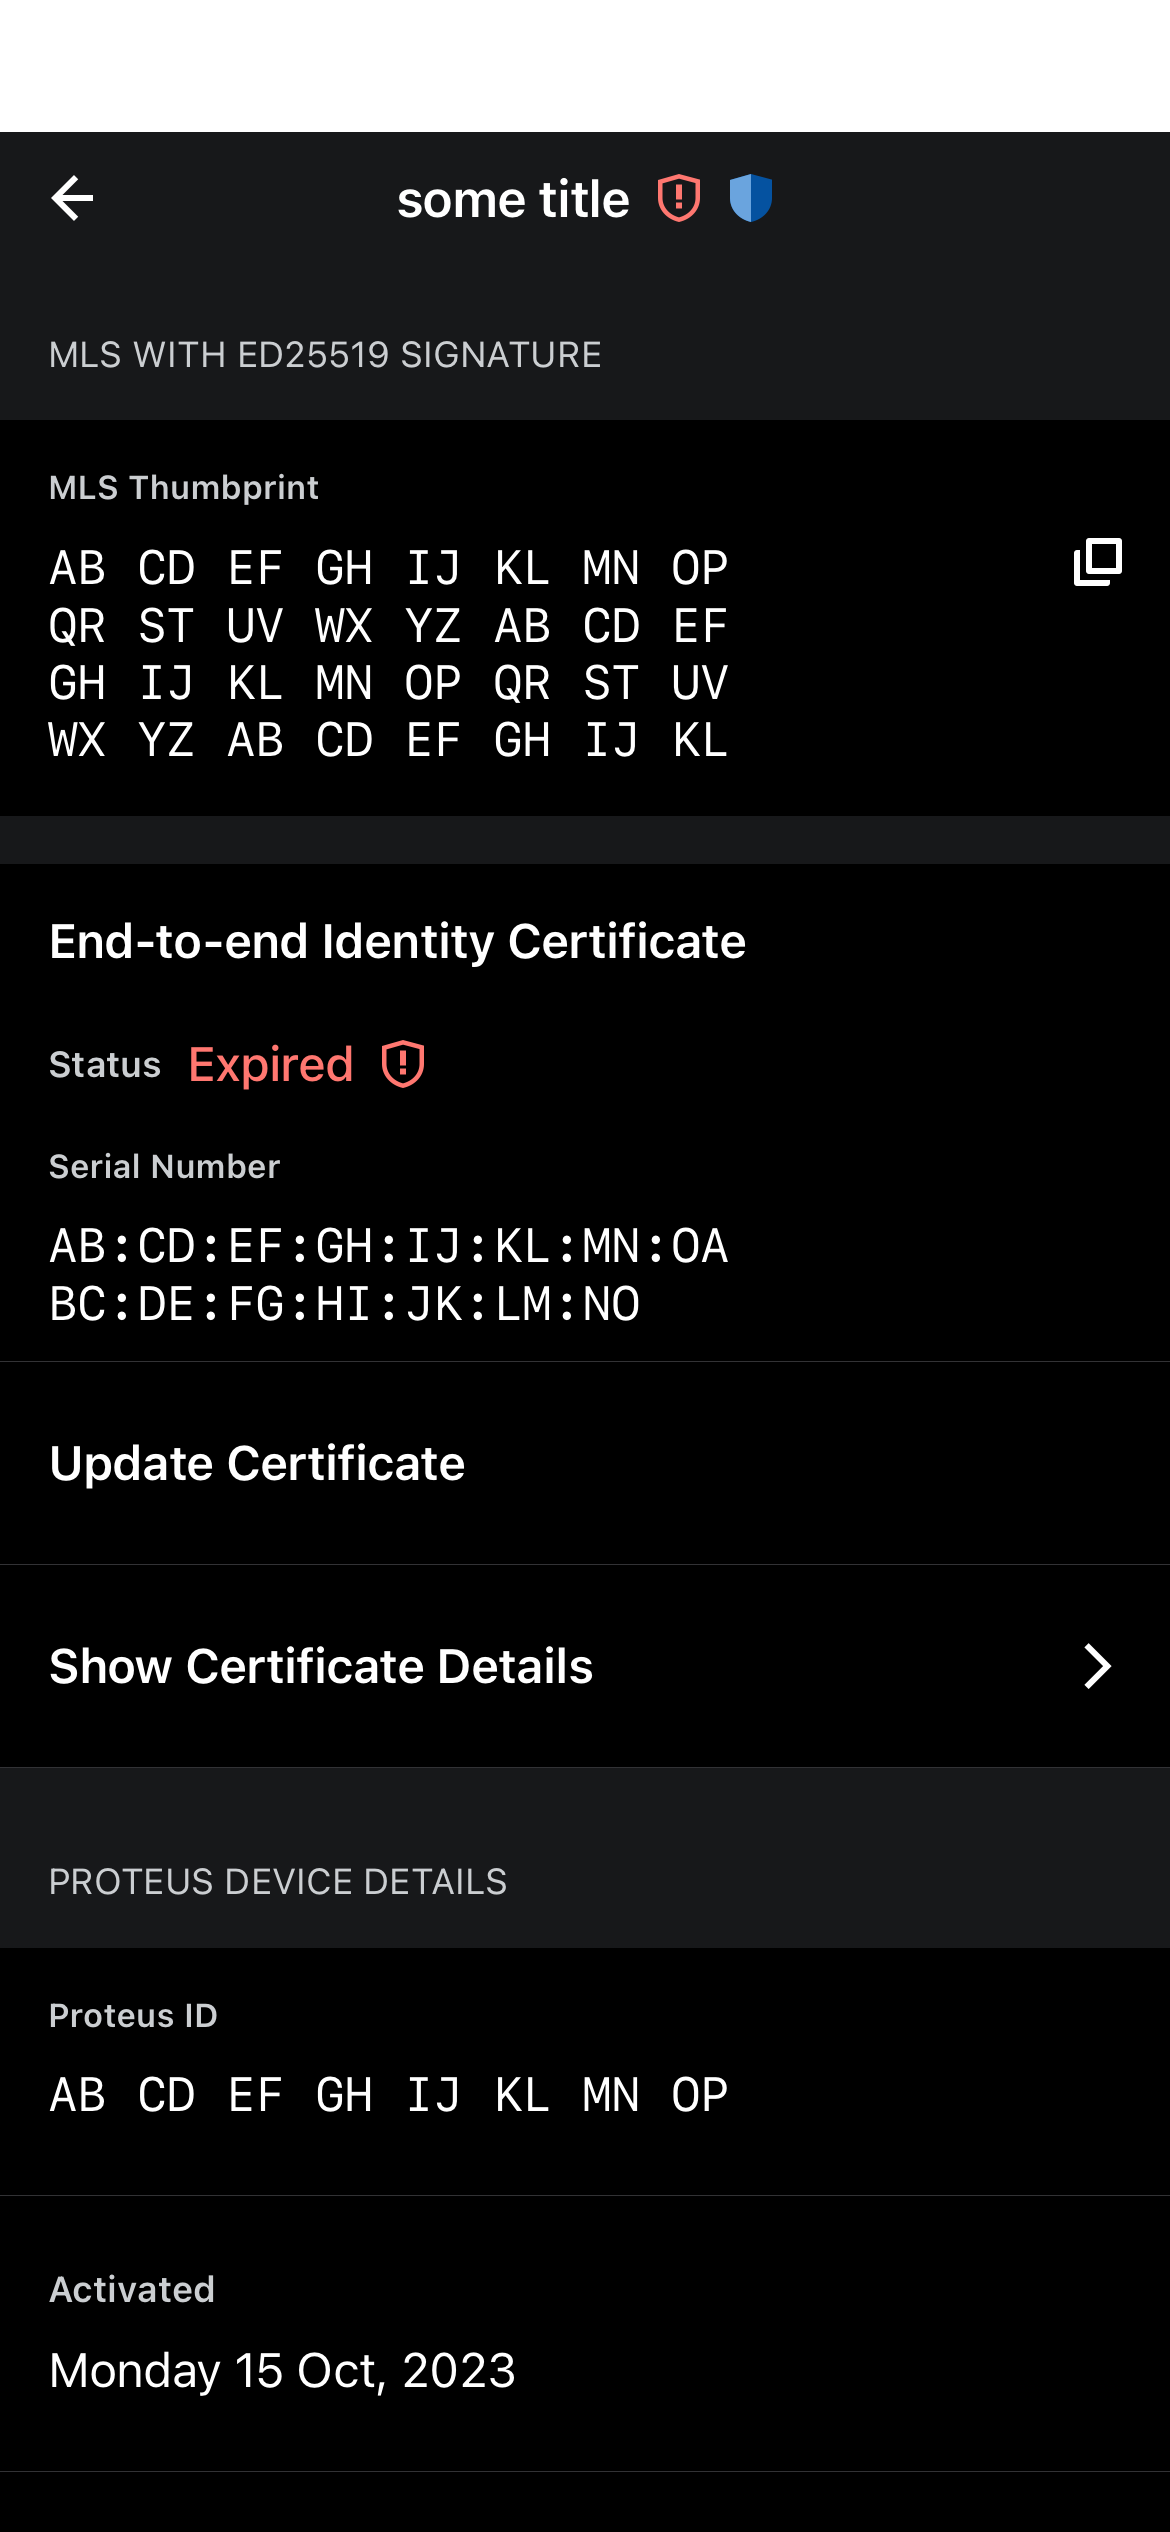 some title
MLS WITH ED25519 SIGNATURE
MLS Thumbprint
AB CD EF GH IJ KL MN OP
QR ST UV WX YZ AB CD EF
GH IJ KL MN OP QR ST UV
WX YZ AB CD EF GH IJ KL
End-to-end Identity Certificate
Status Expired
Serial Number
AB:CD:EF:GH:IJ:KL:MN:OA
BC:DE:FG:HI:JK:LM:NO
Update Certificate
Show Certificate Details
PROTEUS DEVICE DETAILS
Proteus ID
AB CD EF GH IJ KL MN OP
Activated
Monday 15 Oct, 2023